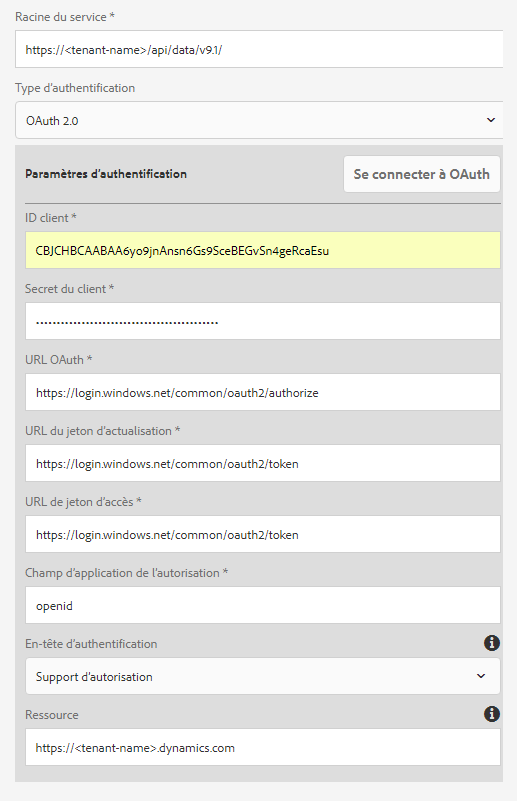 Racine du service *
https://<tenant-name>/api/data/v9.1/
Type d'authentification
OAuth 2.0
Paramètres d'authentification
Se connecter à OAuth
ID client *
CBJCHBCAABAA6yo9jnAnsn6Gs9SceBEGvSn4geRcaEsu
Secret du client *
............................................
URL OAuth *
https://login.windows.net/common/oauth2/authorize
URL du jeton d'actualisation *
https://login.windows.net/common/oauth2/token
URL de jeton d'accès *
https://login.windows.net/common/oauth2/token
Champ d'application de l'autorisation *
openid
En-tête d'authentification
Support d'autorisation
Ressource
https://<tenant-name>.dynamics.com